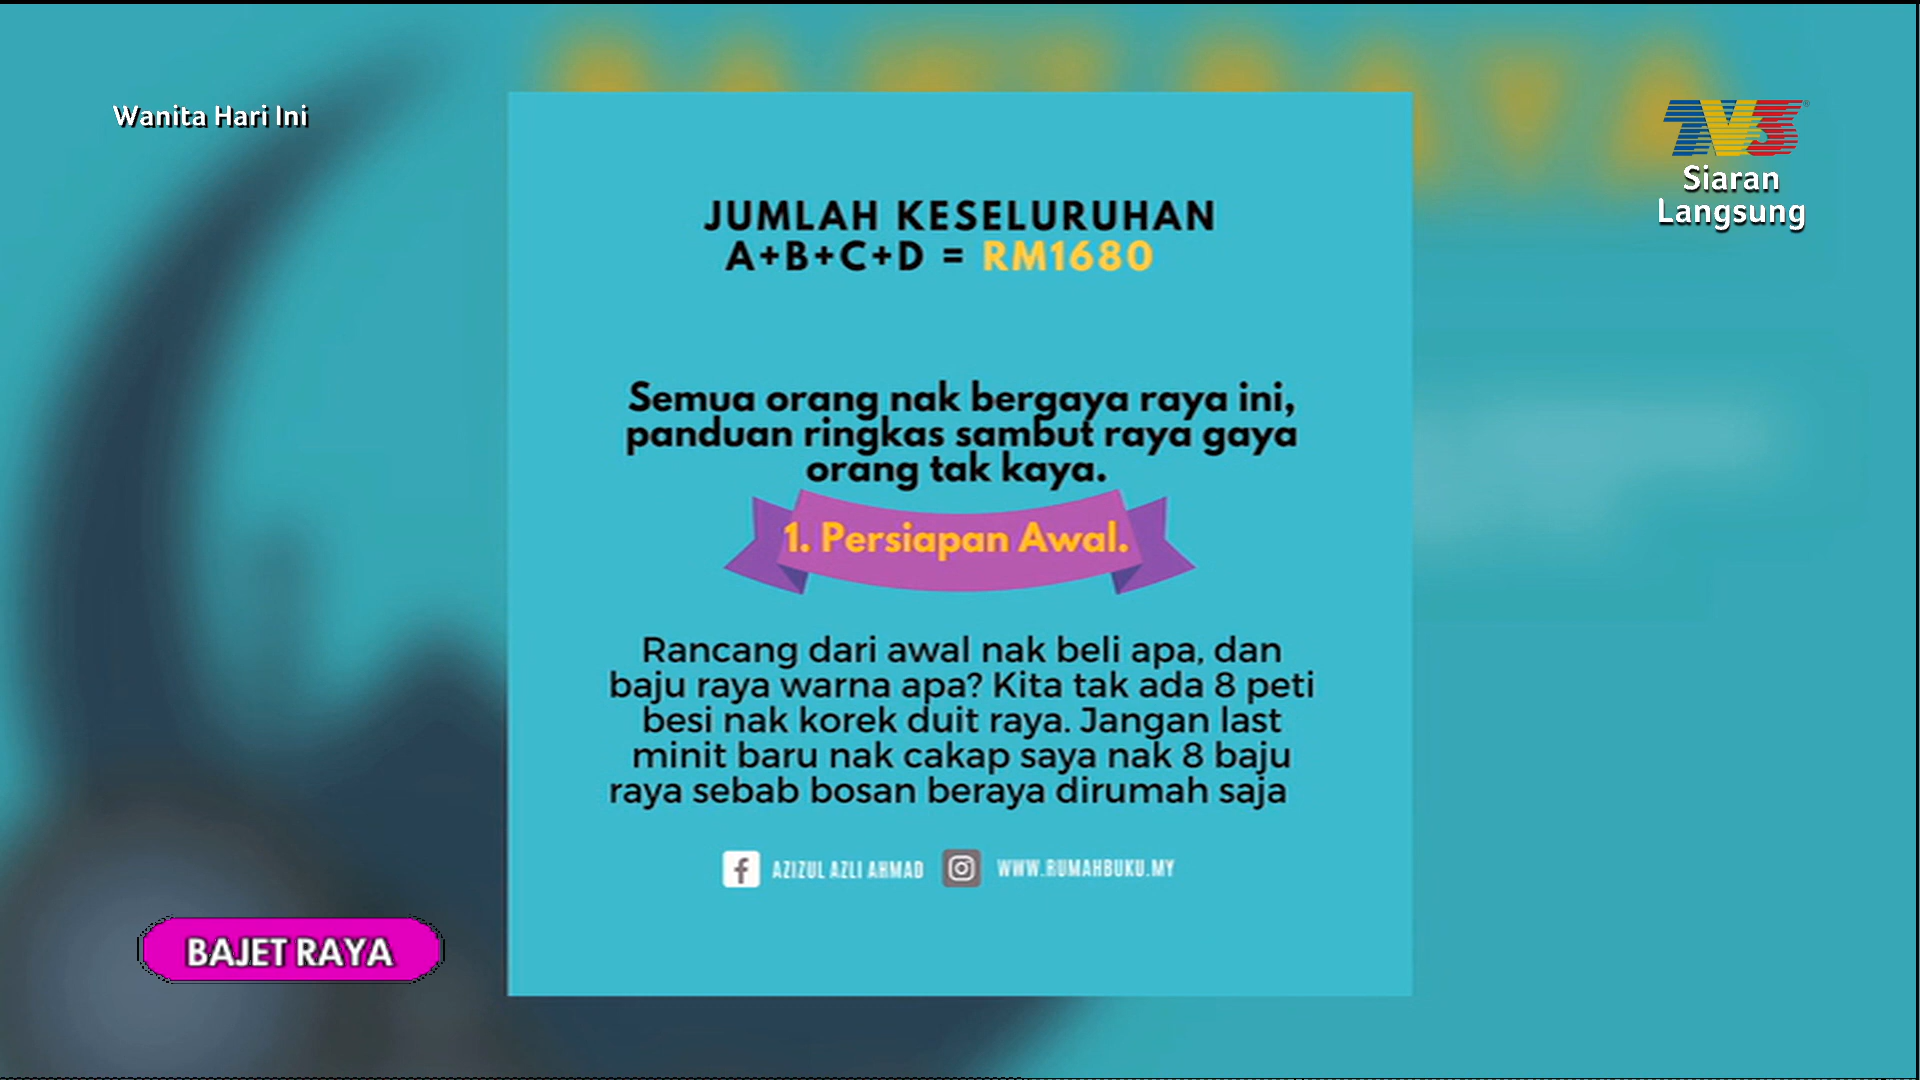 Wanita Hari Ini
TV3
Siaran
Langsung
JUMLAH KESELURUHAN
A+B+C+D = RM1680
Semua orang nak bergaya raya ini,
panduan ringkas sambut raya gaya
orang tak kaya.
1. Persiapan Awal.
Rancang dari awal nak beli apa, dan
baju raya warna apa? Kita tak ada 8 peti
besi nak korek duit raya. Jangan last
minit baru nak cakap saya nak 8 baju
raya sebab bosan beraya dirumah saja
AZIZUL AZLI AHMAD WWW.RUMAHBUKU.MY
BAJET RAYA